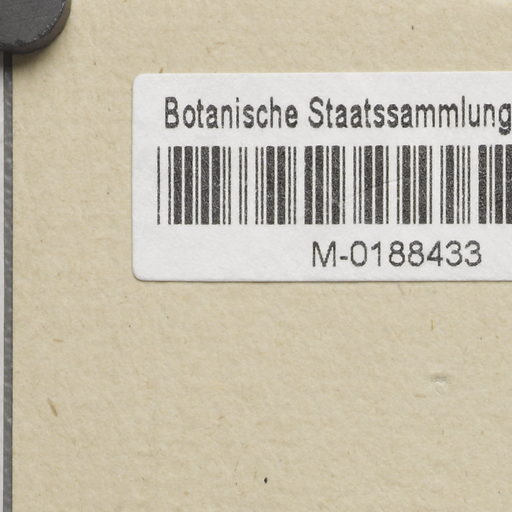 Botanische Staatssammlung
M-0188433